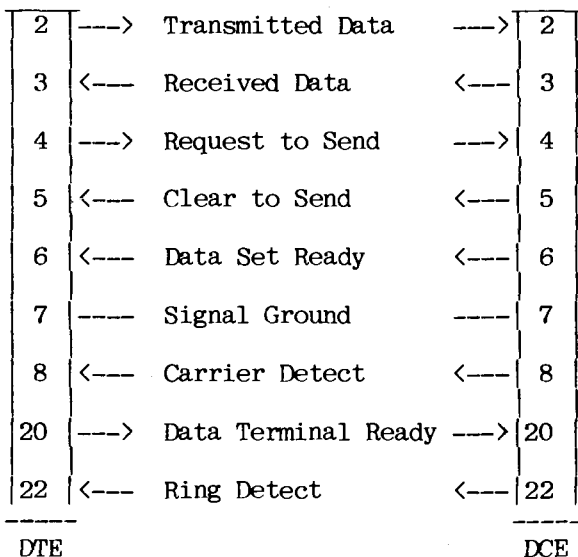 2 ---> Transmitted Data ---> 2
3 <--- Received Data <--- 3
4 ---> Request to Send ---> 4
5 <--- Clear to Send <--- 5
6 <--- Data Set Ready <--- 6
7 ---- Signal Ground ---- 7
8 <--- Carrier Detect <--- 8
20 ---> Data Terminal Ready ---> 20
22 <--- Ring Detect <--- 22
DTE DCE